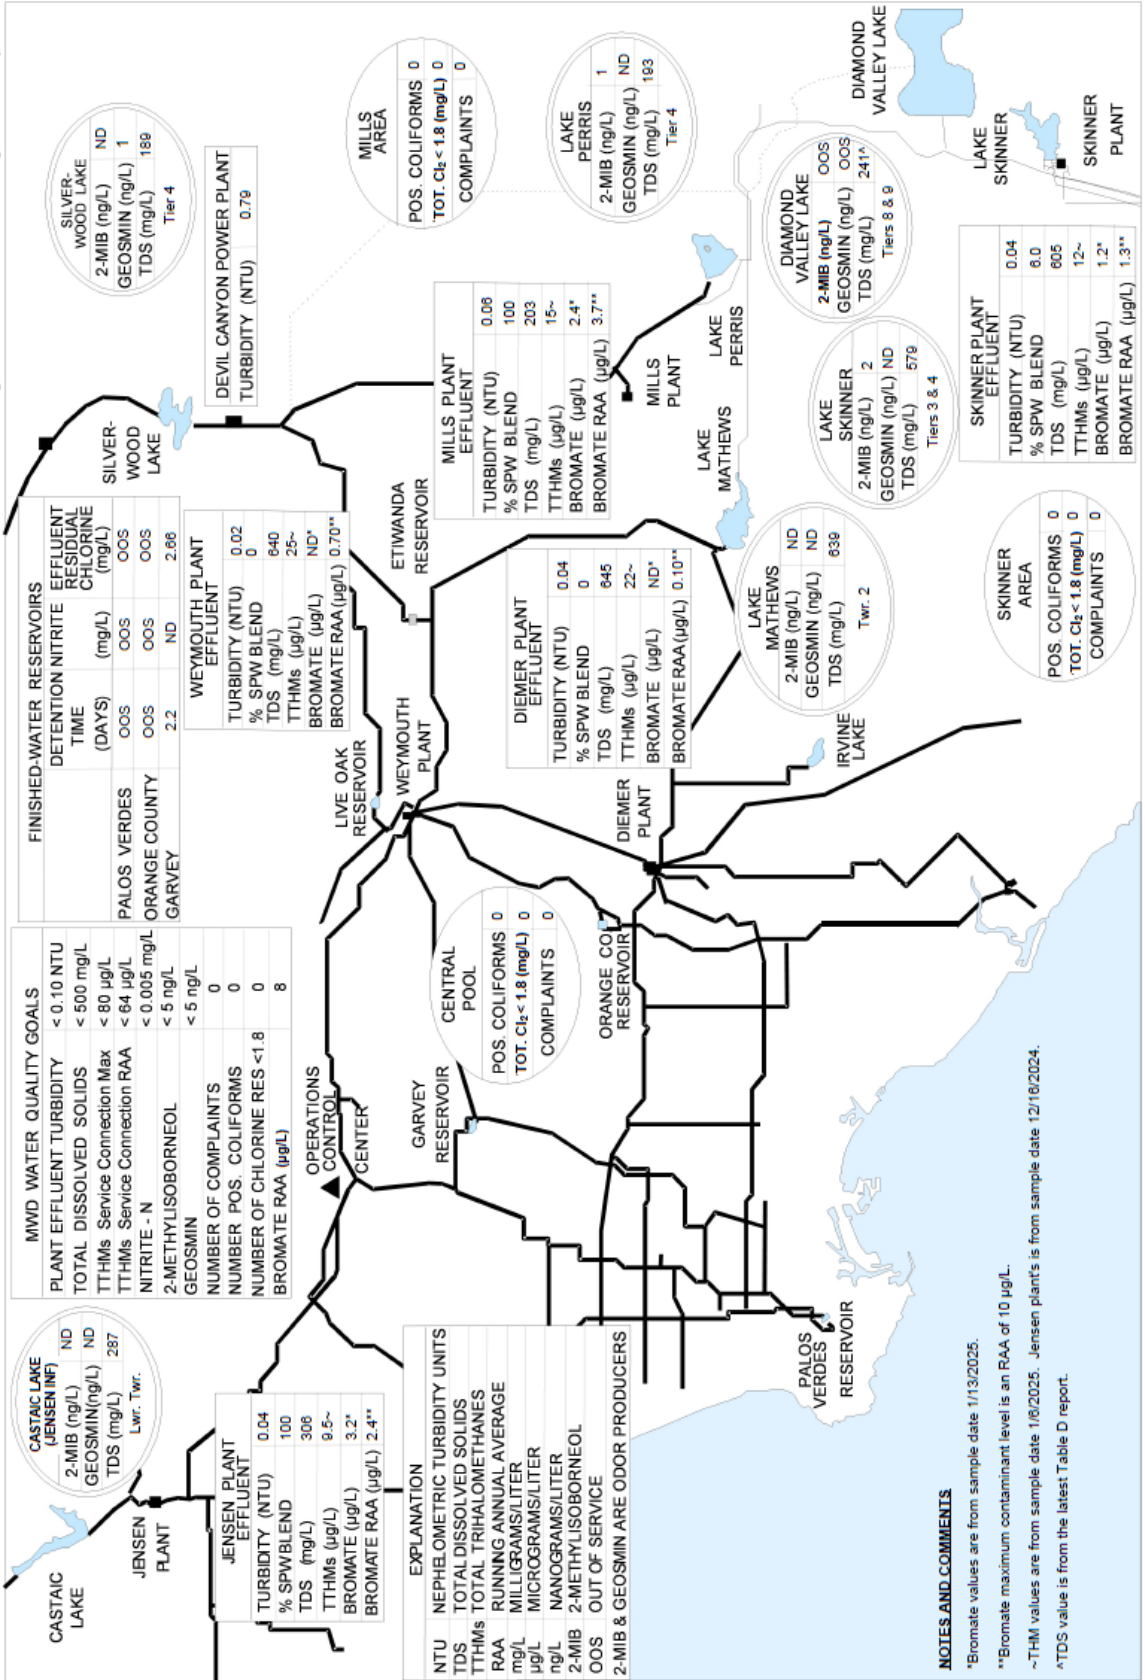 CASTAIC LAKE
(JENSEN INF)
2-MIB (ng/L) ND
GEOSMIN(ng/L) ND
TDS (mg/L) 287
Lwr. Twr.
MWD WATER QUALITY GOALS
PLANT EFFLUENT TURBIDITY < 0.10 NTU
TOTAL DISSOLVED SOLIDS < 500 mg/L
TTHMs Service Connection Max < 80 µg/L
TTHMs Service Connection RAA < 64 µg/L
NITRITE - N < 0.005 mg/L
2-METHYLISOBORNEOL < 5 ng/L
GEOSMIN < 5 ng/L
NUMBER OF COMPLAINTS 0
NUMBER POS. COLIFORMS 0
NUMBER OF CHLORINE RES <1.8 0
BROMATE RAA (µg/L) 8
FINISHED-WATER RESERVOIRS
DETENTION TIME (DAYS) NITRITE (mg/L) EFFLUENT RESIDUAL CHLORINE (mg/L)
PALOS VERDES OOS OOS OOS
ORANGE COUNTY OOS OOS OOS
GARVEY 2.2 ND 2.66
SILVER-
WOOD LAKE
2-MIB (ng/L) ND
GEOSMIN (ng/L) 1
TDS (mg/L) 189
Tier 4
CASTAIC
LAKE
JENSEN
PLANT
SILVER-
WOOD
LAKE
DEVIL CANYON POWER PLANT
TURBIDITY (NTU) 0.79
JENSEN PLANT
EFFLUENT
TURBIDITY (NTU) 0.04
% SPW BLEND 100
TDS (mg/L) 306
TTHMs (µg/L) 9.5~
BROMATE (µg/L) 3.2*
BROMATE RAA (µg/L) 2.4**
OPERATIONS
CONTROL
CENTER
WEYMOUTH PLANT
EFFLUENT
TURBIDITY (NTU) 0.02
% SPW BLEND 0
TDS (mg/L) 640
TTHMs (µg/L) 25~
BROMATE (µg/L) ND*
BROMATE RAA (µg/L) 0.70**
LIVE OAK
RESERVOIR
WEYMOUTH
PLANT
ETIWANDA
RESERVOIR
MILLS
AREA
POS. COLIFORMS 0
TOT. Cl₂ < 1.8 (mg/L) 0
COMPLAINTS 0
EXPLANATION
NTU NEPHELOMETRIC TURBIDITY UNITS
TDS TOTAL DISSOLVED SOLIDS
TTHMs TOTAL TRIHALOMETHANES
RAA RUNNING ANNUAL AVERAGE
mg/L MILLIGRAMS/LITER
µg/L MICROGRAMS/LITER
ng/L NANOGRAMS/LITER
2-MIB 2-METHYLISOBORNEOL
OOS OUT OF SERVICE
2-MIB & GEOSMIN ARE ODOR PRODUCERS
GARVEY
RESERVOIR
CENTRAL
POOL
POS. COLIFORMS 0
TOT. Cl₂ < 1.8 (mg/L) 0
COMPLAINTS 0
MILLS PLANT
EFFLUENT
TURBIDITY (NTU) 0.06
% SPW BLEND 100
TDS (mg/L) 203
TTHMs (µg/L) 15~
BROMATE (µg/L) 2.4*
BROMATE RAA (µg/L) 3.7**
DIEMER PLANT
EFFLUENT
TURBIDITY (NTU) 0.04
% SPW BLEND 0
TDS (mg/L) 645
TTHMs (µg/L) 22~
BROMATE (µg/L) ND*
BROMATE RAA (µg/L) 0.10**
LAKE
PERRIS
2-MIB (ng/L) 1
GEOSMIN (ng/L) ND
TDS (mg/L) 193
Tier 4
ORANGE CO
RESERVOIR
DIEMER
PLANT
MILLS
PLANT
LAKE
PERRIS
LAKE
MATHEWS
LAKE
MATHEWS
2-MIB (ng/L) ND
GEOSMIN (ng/L) ND
TDS (mg/L) 639
Twr. 2
DIAMOND
VALLEY LAKE
2-MIB (ng/L) OOS
GEOSMIN (ng/L) OOS
TDS (mg/L) 241^
Tiers 8 & 9
DIAMOND
VALLEY LAKE
PALOS
VERDES
RESERVOIR
IRVINE
LAKE
LAKE
SKINNER
2-MIB (ng/L) 2
GEOSMIN (ng/L) ND
TDS (mg/L) 579
Tiers 3 & 4
LAKE
SKINNER
SKINNER
PLANT
SKINNER PLANT
EFFLUENT
TURBIDITY (NTU) 0.04
% SPW BLEND 6.0
TDS (mg/L) 605
TTHMs (µg/L) 12~
BROMATE (µg/L) 1.2*
BROMATE RAA (µg/L) 1.3**
SKINNER
AREA
POS. COLIFORMS 0
TOT. Cl₂ < 1.8 (mg/L) 0
COMPLAINTS 0
NOTES AND COMMENTS
*Bromate values are from sample date 1/13/2025.
**Bromate maximum contaminant level is an RAA of 10 µg/L.
~THM values are from sample date 1/6/2025. Jensen plant's is from sample date 12/16/2024.
^TDS value is from the latest Table D report.